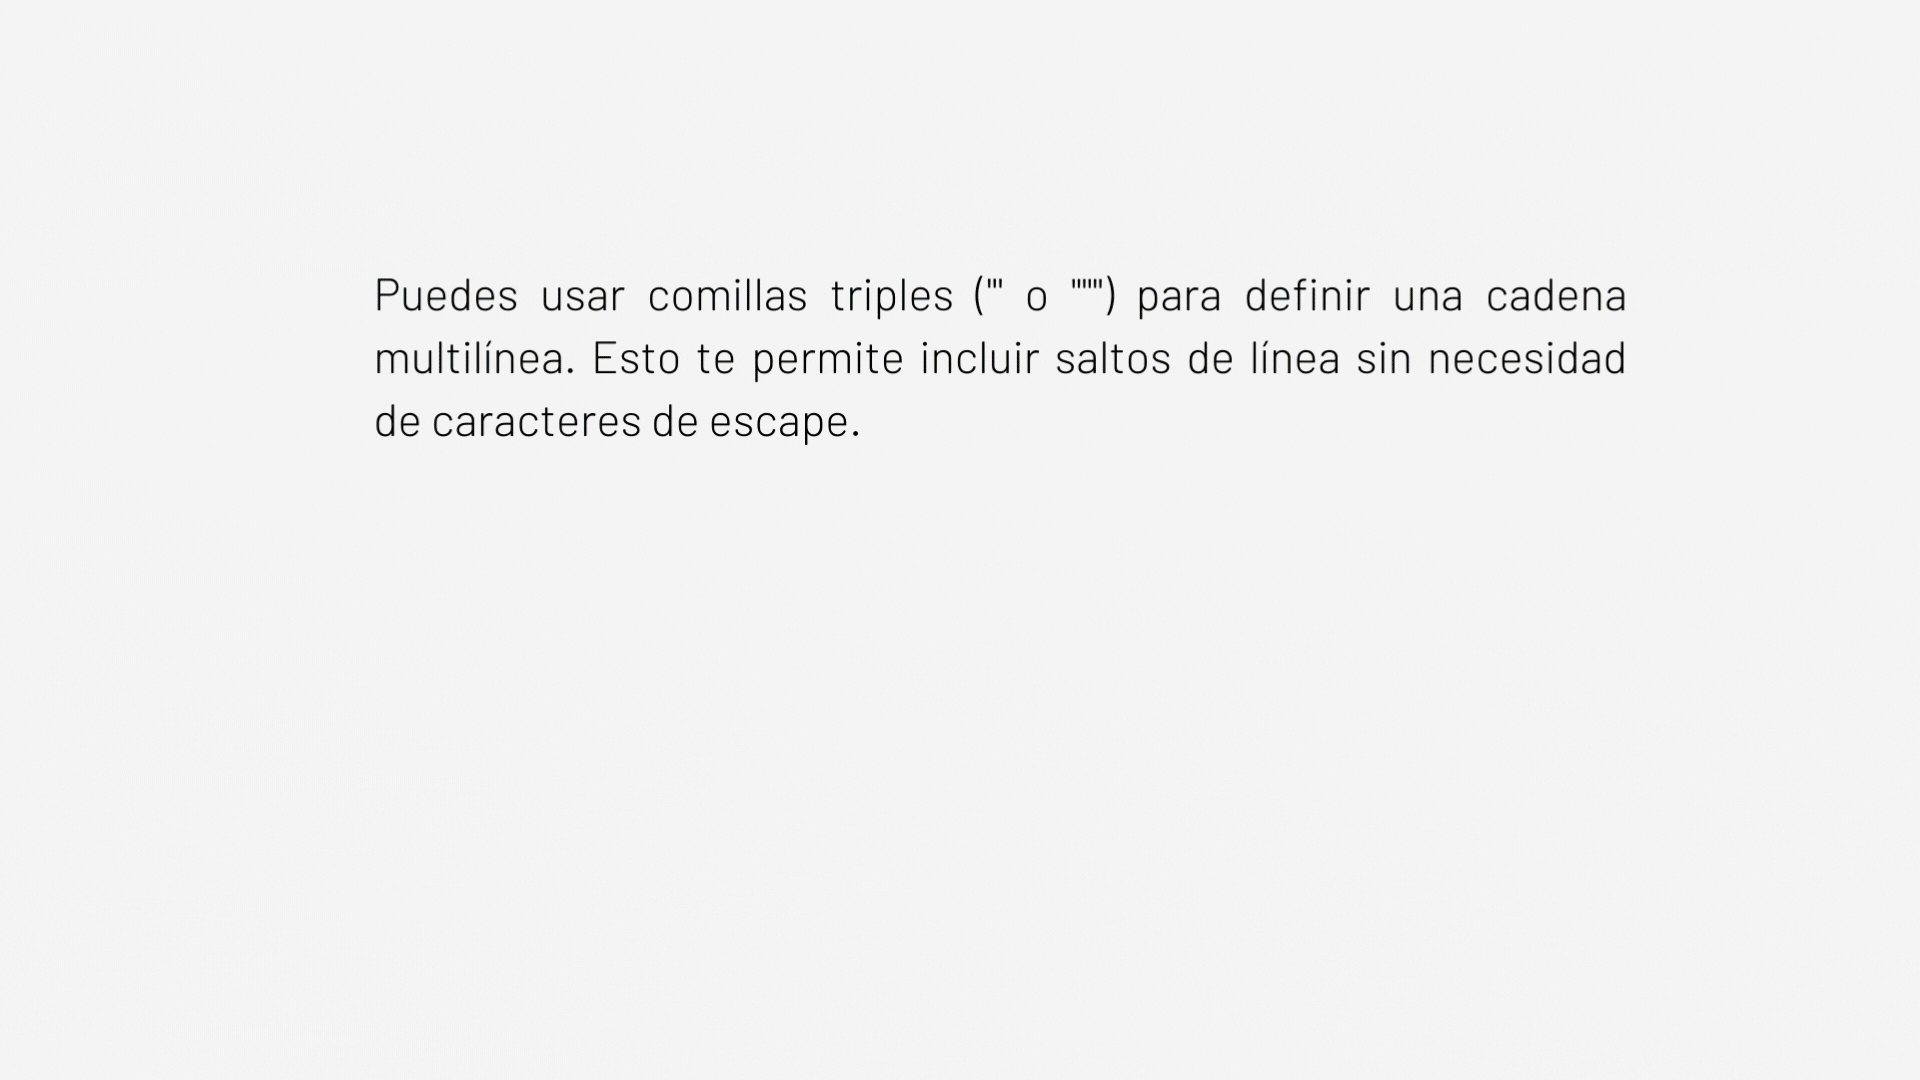 Puedes usar comillas triples (''' o """) para definir una cadena
multilínea. Esto te permite incluir saltos de línea sin necesidad
de caracteres de escape.